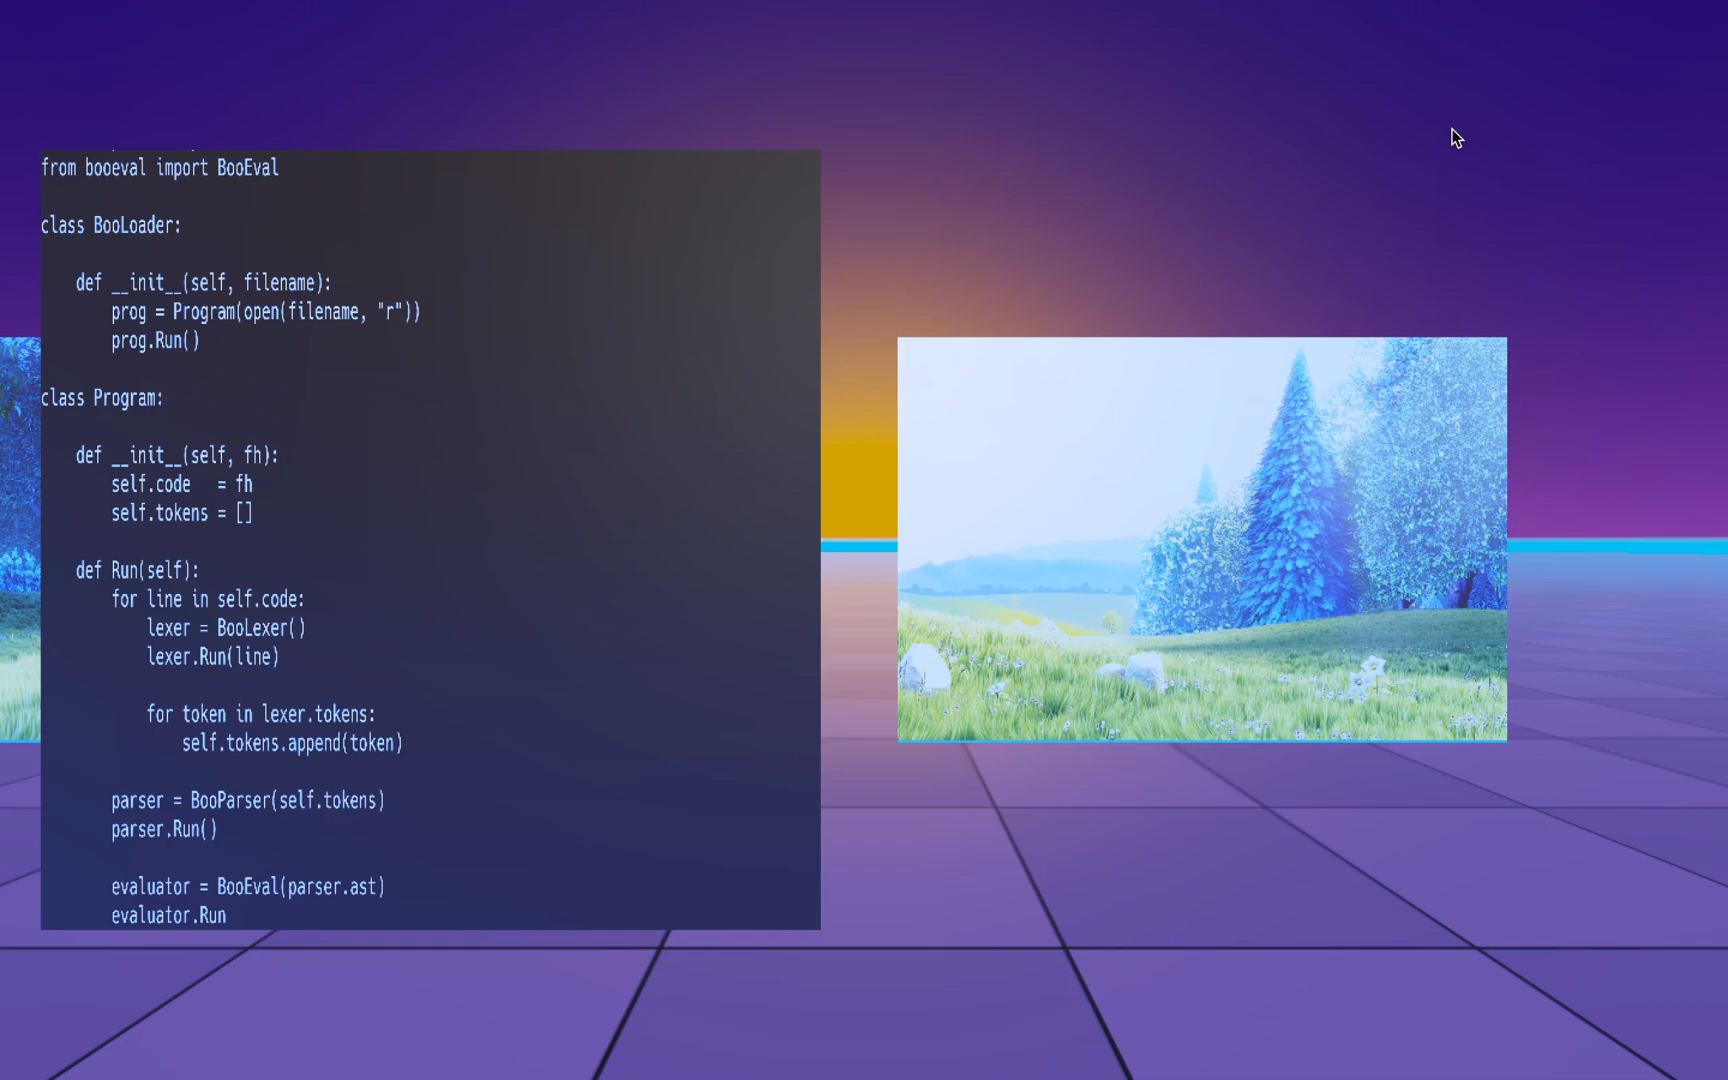 from booeval import BooEval
class BooLoader:
def __init__(self, filename):
prog = Program(open(filename, "r"))
prog.Run()
class Program:
def __init__(self, fh):
self.code   = fh
self.tokens = []
def Run(self):
for line in self.code:
lexer = BooLexer()
lexer.Run(line)
for token in lexer.tokens:
self.tokens.append(token)
parser = BooParser(self.tokens)
parser.Run()
evaluator = BooEval(parser.ast)
evaluator.Run